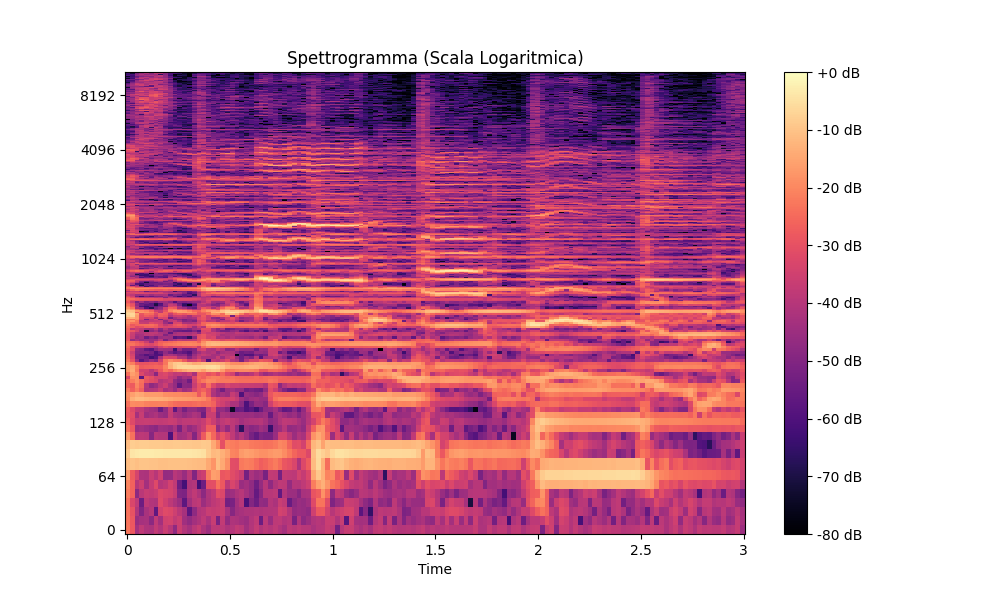 Spettrogramma (Scala Logaritmica)
Hz
8192
4096
2048
1024
512
256
128
64
0
0
0.5
1
1.5
2
2.5
3
Time
+0 dB
-10 dB
-20 dB
-30 dB
-40 dB
-50 dB
-60 dB
-70 dB
-80 dB